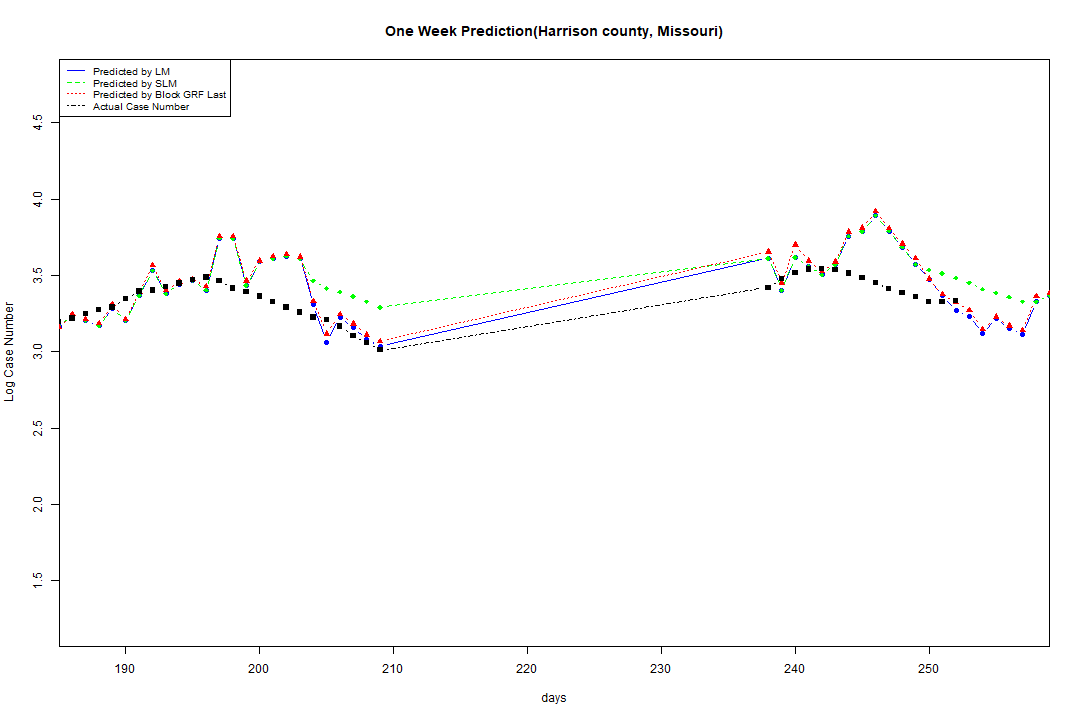 One Week Prediction(Harrison county, Missouri)
Predicted by LM
Predicted by SLM
Predicted by Block GRF Last
Actual Case Number
4.5
4.0
3.5
3.0
2.5
2.0
1.5
Log Case Number
190 200 210 220 230 240 250
days